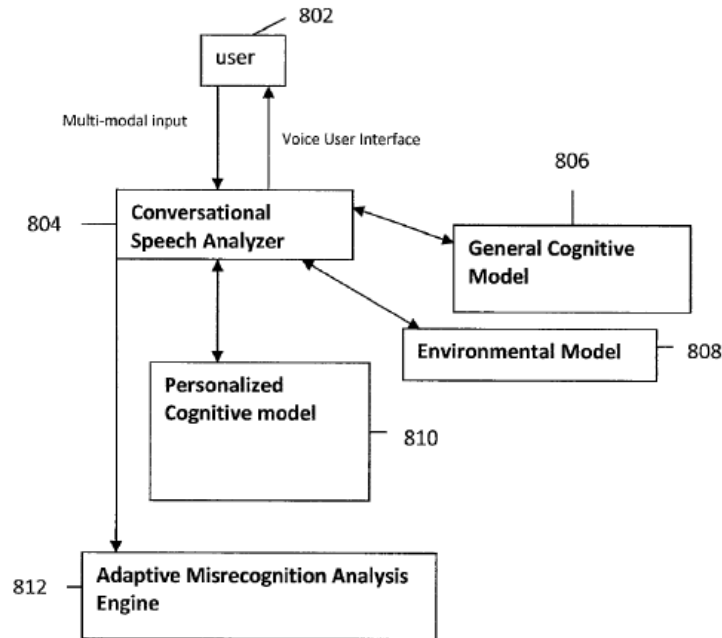 802
user
Multi-modal input
Voice User Interface
806
804
Conversational
Speech Analyzer
General Cognitive
Model
Environmental Model
808
Personalized
Cognitive model
810
812
Adaptive Misrecognition Analysis
Engine